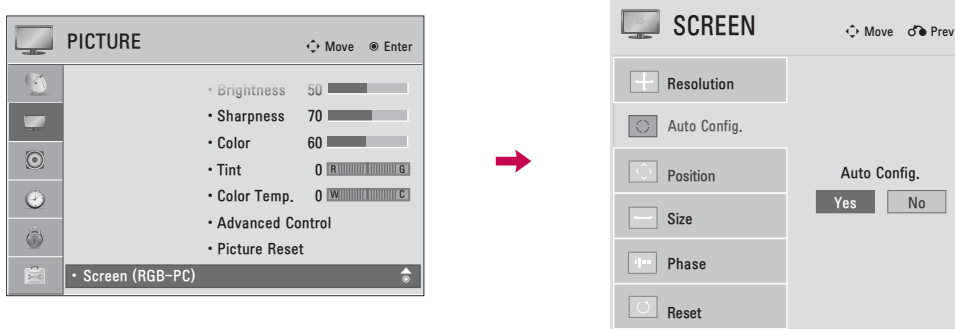 PICTURE
Move Enter
• Brightness 50
• Sharpness 70
• Color 60
• Tint 0 R G
• Color Temp. 0 W C
• Advanced Control
• Picture Reset
• Screen (RGB-PC)
SCREEN
Move Prev
Resolution
Auto Config.
Position
Size
Phase
Reset
Auto Config.
Yes No